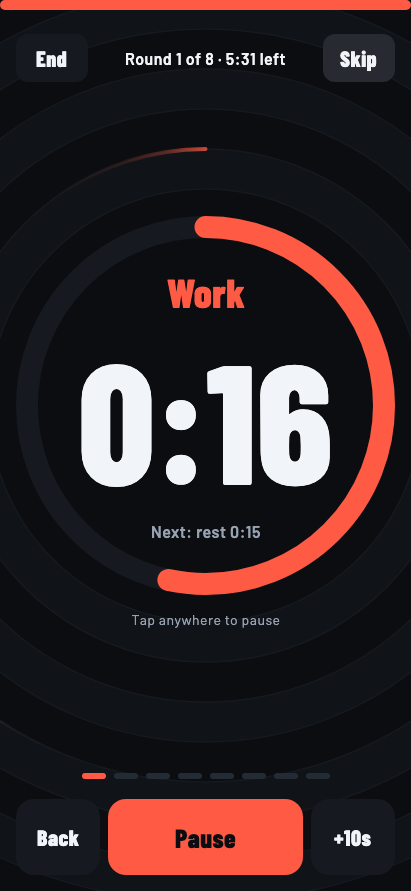 End
Round 1 of 8 · 5:31 left
Skip
Work
0:16
Next: rest 0:15
Tap anywhere to pause
Back
Pause
+10s